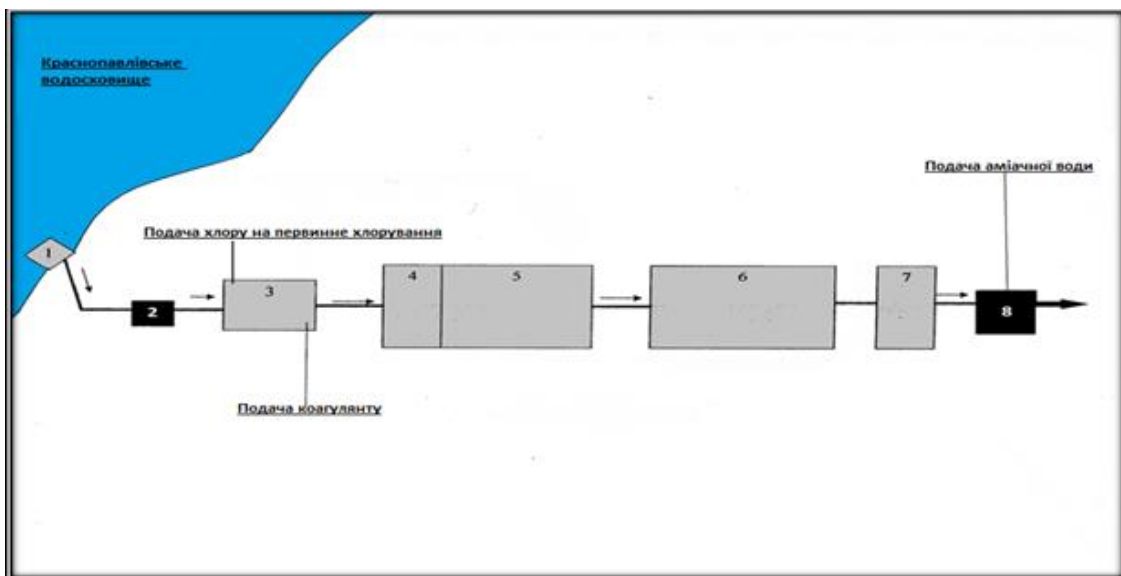 Краснопавлівське
водосковище
Подача аміачної води
Подача хлору на первинне хлорування
1
2
3
4
5
6
7
8
Подача коагулянту